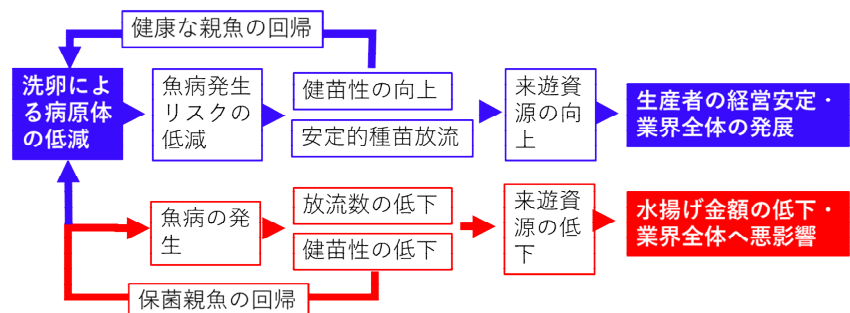 健康な親魚の回帰
洗卵によ
る病原体
の低減
魚病発生
リスクの
低減
健苗性の向上
安定的種苗放流
来遊資
源の向
上
生産者の経営安定・
業界全体の発展
魚病の発
生
放流数の低下
健苗性の低下
来遊資
源の低
下
水揚げ金額の低下・
業界全体へ悪影響
保菌親魚の回帰